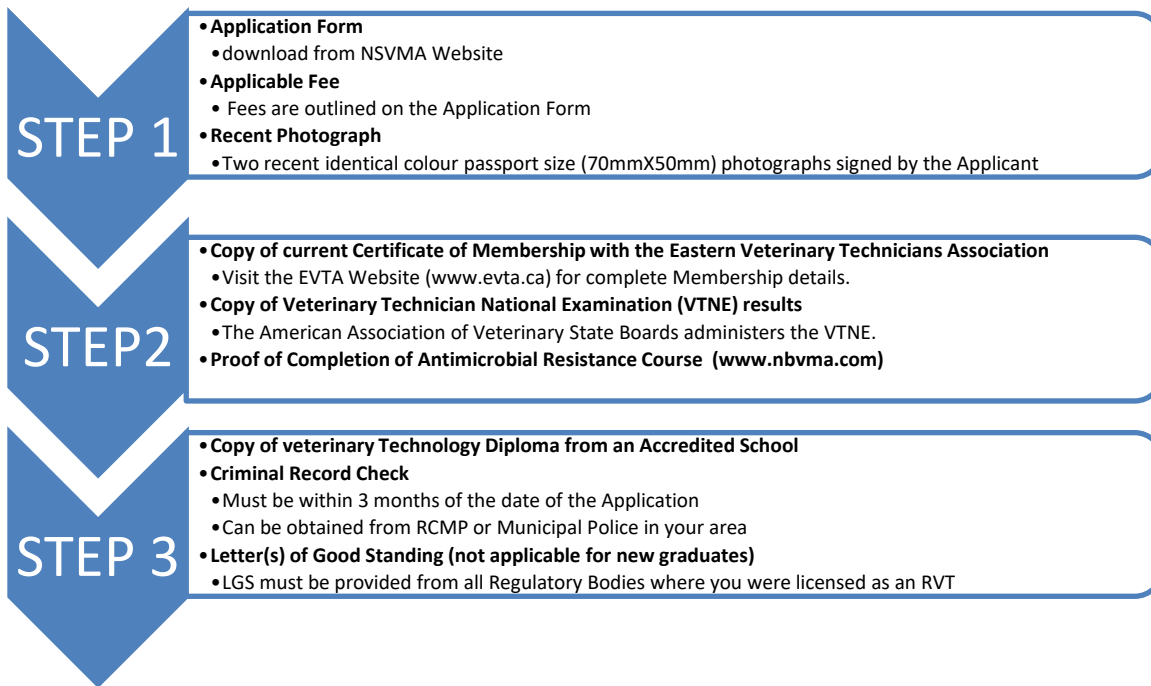 STEP 1
•Application Form
•download from NSVMA Website
•Applicable Fee
• Fees are outlined on the Application Form
•Recent Photograph
•Two recent identical colour passport size (70mmX50mm) photographs signed by the Applicant
STEP2
•Copy of current Certificate of Membership with the Eastern Veterinary Technicians Association
•Visit the EVTA Website (www.evta.ca) for complete Membership details.
•Copy of Veterinary Technician National Examination (VTNE) results
•The American Association of Veterinary State Boards administers the VTNE.
•Proof of Completion of Antimicrobial Resistance Course (www.nbvma.com)
STEP 3
•Copy of veterinary Technology Diploma from an Accredited School
•Criminal Record Check
•Must be within 3 months of the date of the Application
•Can be obtained from RCMP or Municipal Police in your area
•Letter(s) of Good Standing (not applicable for new graduates)
•LGS must be provided from all Regulatory Bodies where you were licensed as an RVT